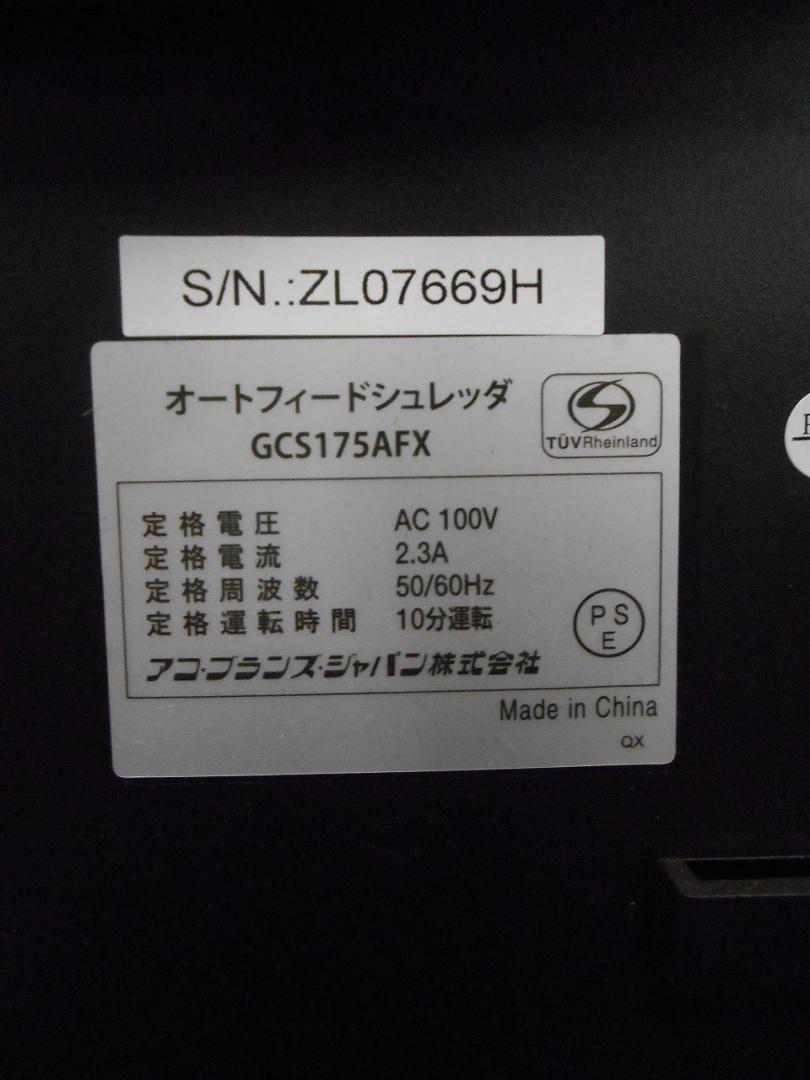 S/N.:ZL07669H
オートフィードシュレッダ
GCS175AFX
TÜVRheinland
定格電圧 AC 100V
定格電流 2.3A
定格周波数 50/60Hz
定格運転時間 10分運転
PS
E
アコ・ブランズ・ジャパン株式会社
Made in China
QX